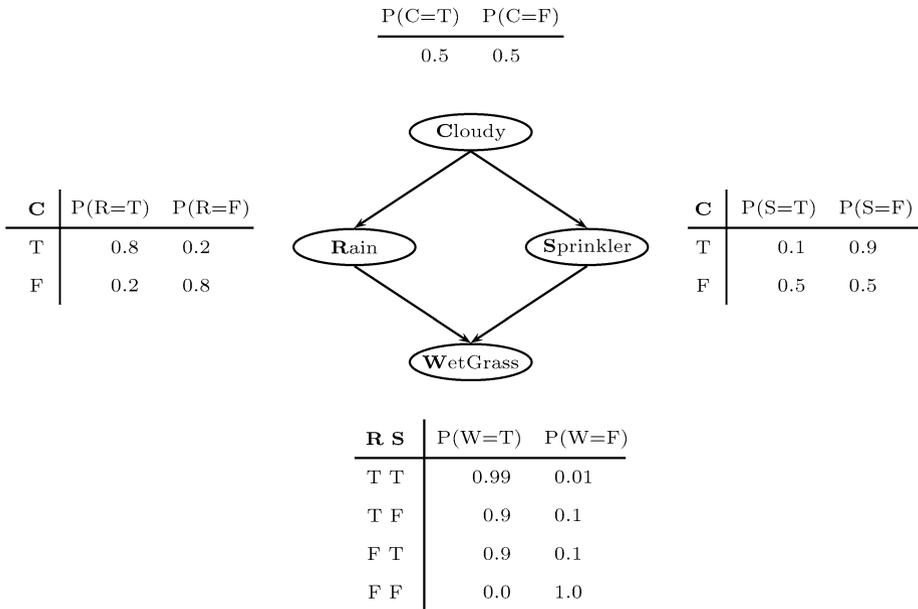 P(C=T) P(C=F)
0.5 0.5
Cloudy
C P(R=T) P(R=F)
T 0.8 0.2
F 0.2 0.8
Rain
Sprinkler
C P(S=T) P(S=F)
T 0.1 0.9
F 0.5 0.5
WetGrass
R S P(W=T) P(W=F)
T T 0.99 0.01
T F 0.9 0.1
F T 0.9 0.1
F F 0.0 1.0